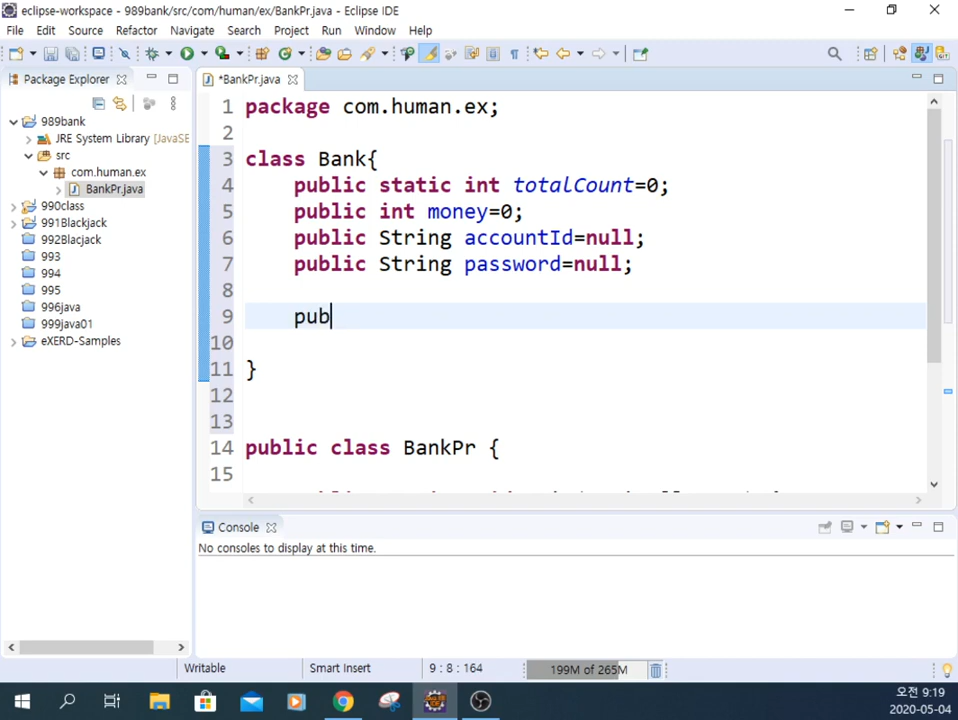 eclipse-workspace - 989bank/src/com/human/ex/BankPr.java - Eclipse IDE
File Edit Source Refactor Navigate Search Project Run Window Help
Package Explorer
*BankPr.java
989bank
JRE System Library [JavaSE
src
com.human.ex
BankPr.java
990class
991Blackjack
992Blacjack
993
994
995
996java
999java01
eXERD-Samples
1 package com.human.ex;
2
3 class Bank{
4 public static int totalCount=0;
5 public int money=0;
6 public String accountId=null;
7 public String password=null;
8
9 pub
10
11 }
12
13
14 public class BankPr {
15
Console
No consoles to display at this time.
Writable Smart Insert 9 : 8 : 164 199M of 265M
오전 9:19
2020-05-04